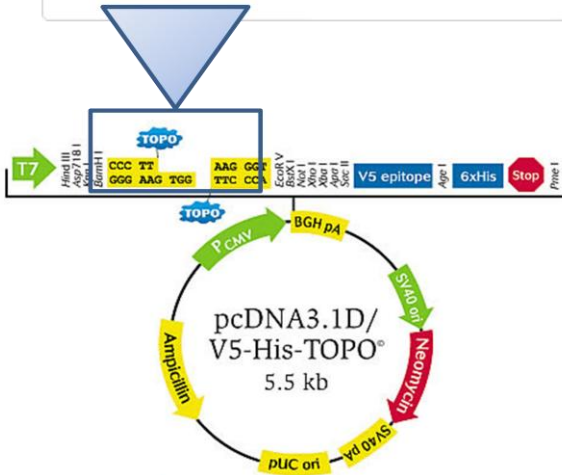 TOPO
T7
Hind III
Asp718 I
Kpn I
BamH I
CCC TT
GGG AAG TGG
AAG GGT
TTC CCA
EcoR V
BstX I
Not I
Xho I
Xba I
Apa I
Sac II
V5 epitope
Age I
6xHis
Stop
Pme I
TOPO
PCMV
BGH pA
SV40 ori
Neomycin
SV40 pA
pUC ori
Ampicillin
pcDNA3.1D/
V5-His-TOPO©
5.5 kb